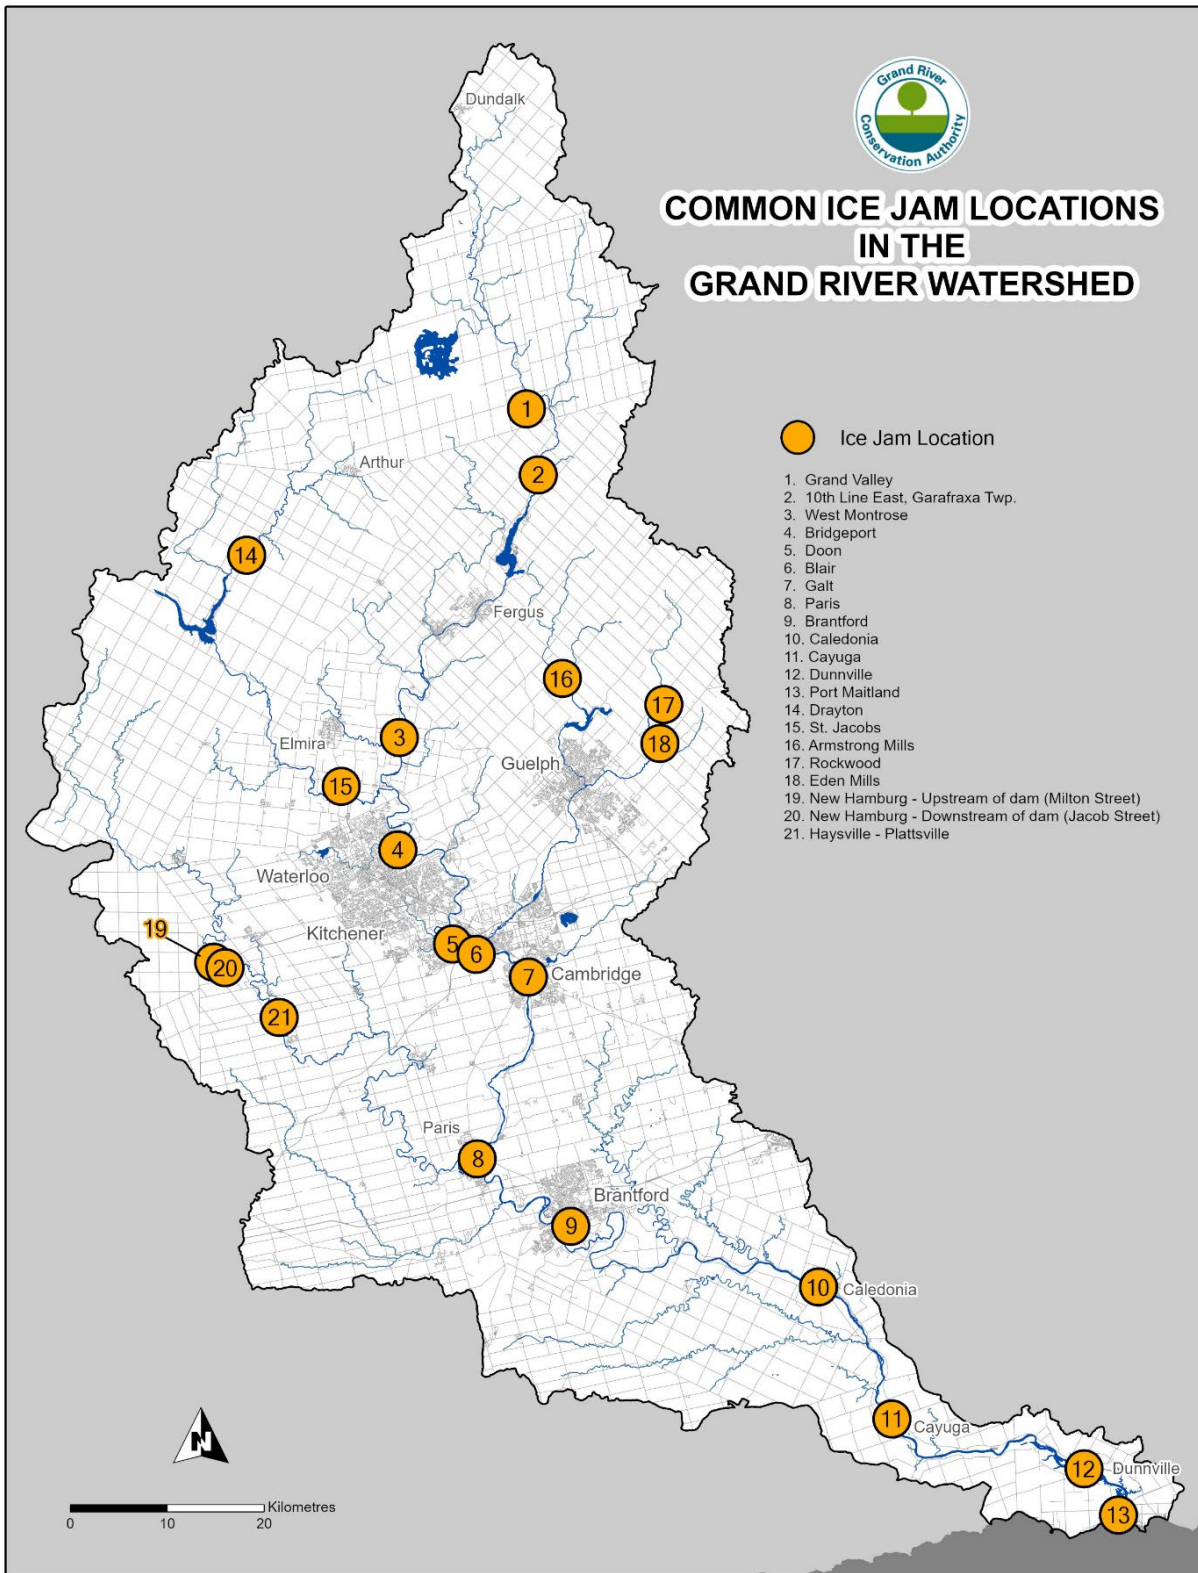 Grand River
Conservation Authority
COMMON ICE JAM LOCATIONS
IN THE
GRAND RIVER WATERSHED
Dundalk
1
Ice Jam Location
2
Arthur
1. Grand Valley
2. 10th Line East, Garafraxa Twp.
3. West Montrose
4. Bridgeport
5. Doon
6. Blair
7. Galt
8. Paris
9. Brantford
10. Caledonia
11. Cayuga
12. Dunnville
13. Port Maitland
14. Drayton
15. St. Jacobs
16. Armstrong Mills
17. Rockwood
18. Eden Mills
19. New Hamburg - Upstream of dam (Milton Street)
20. New Hamburg - Downstream of dam (Jacob Street)
21. Haysville - Plattsville
14
Fergus
16
17
3
18
Elmira
Guelph
15
4
Waterloo
19
Kitchener
5
6
20
7
Cambridge
21
Paris
8
Brantford
9
10
Caledonia
11
Cayuga
12
Dunnville
13
N
Kilometres
0 10 20